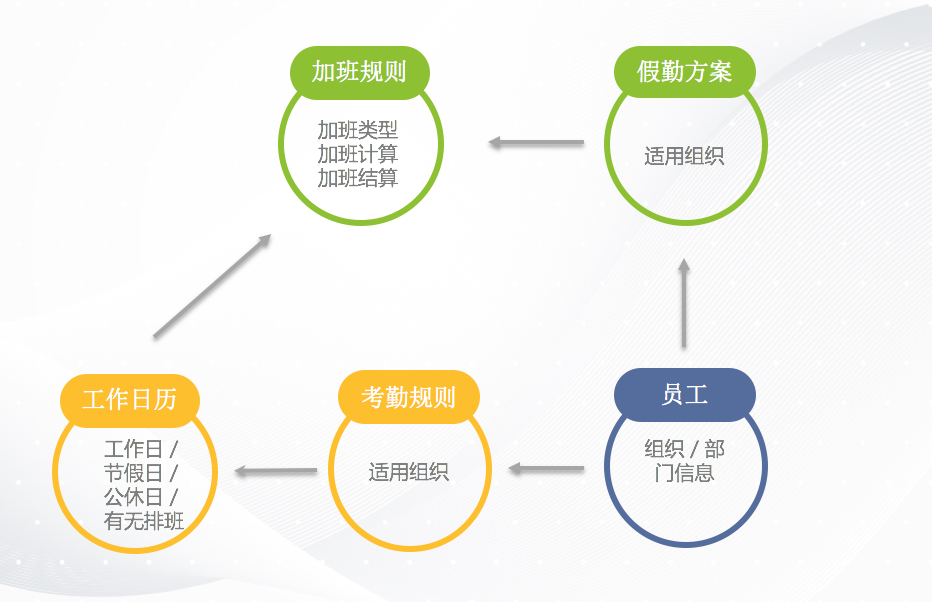 加班规则
加班类型
加班计算
加班结算
假勤方案
适用组织
工作日历
工作日 /
节假日 /
公休日 /
有无排班
考勤规则
适用组织
员工
组织 / 部
门信息